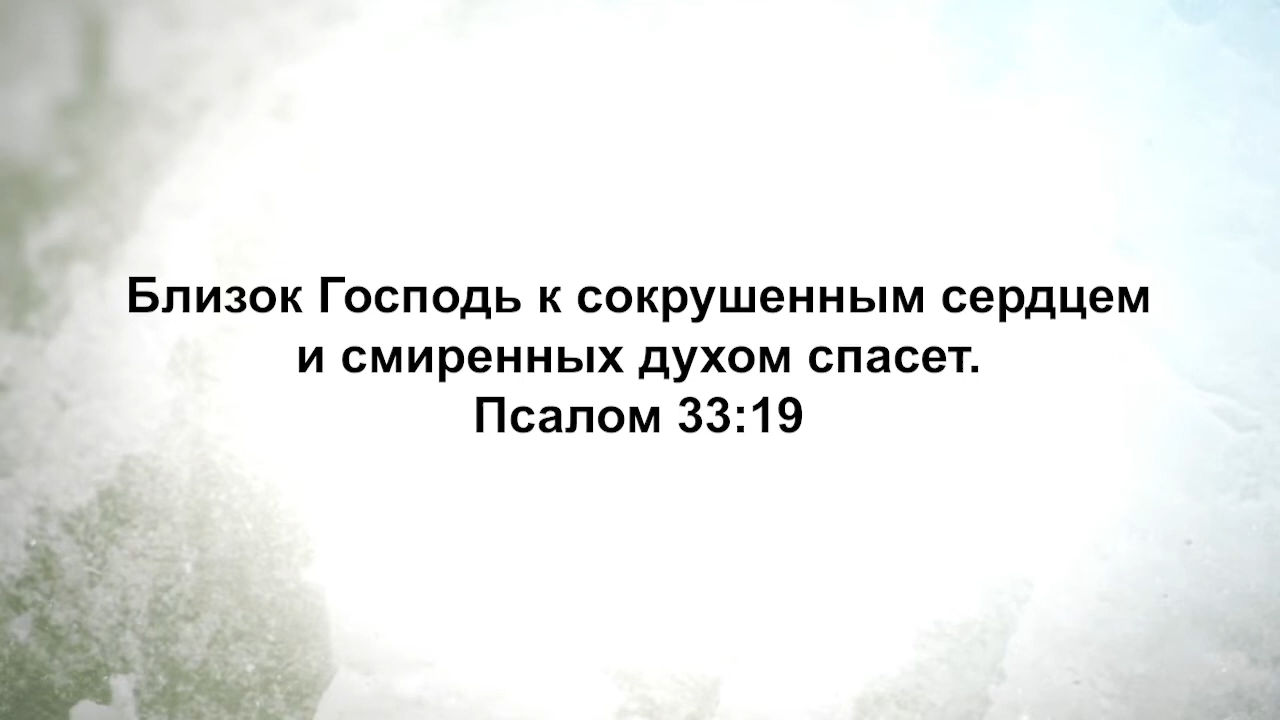 Близок Господь к сокрушенным сердцем
и смиренных духом спасет.
Псалом 33:19